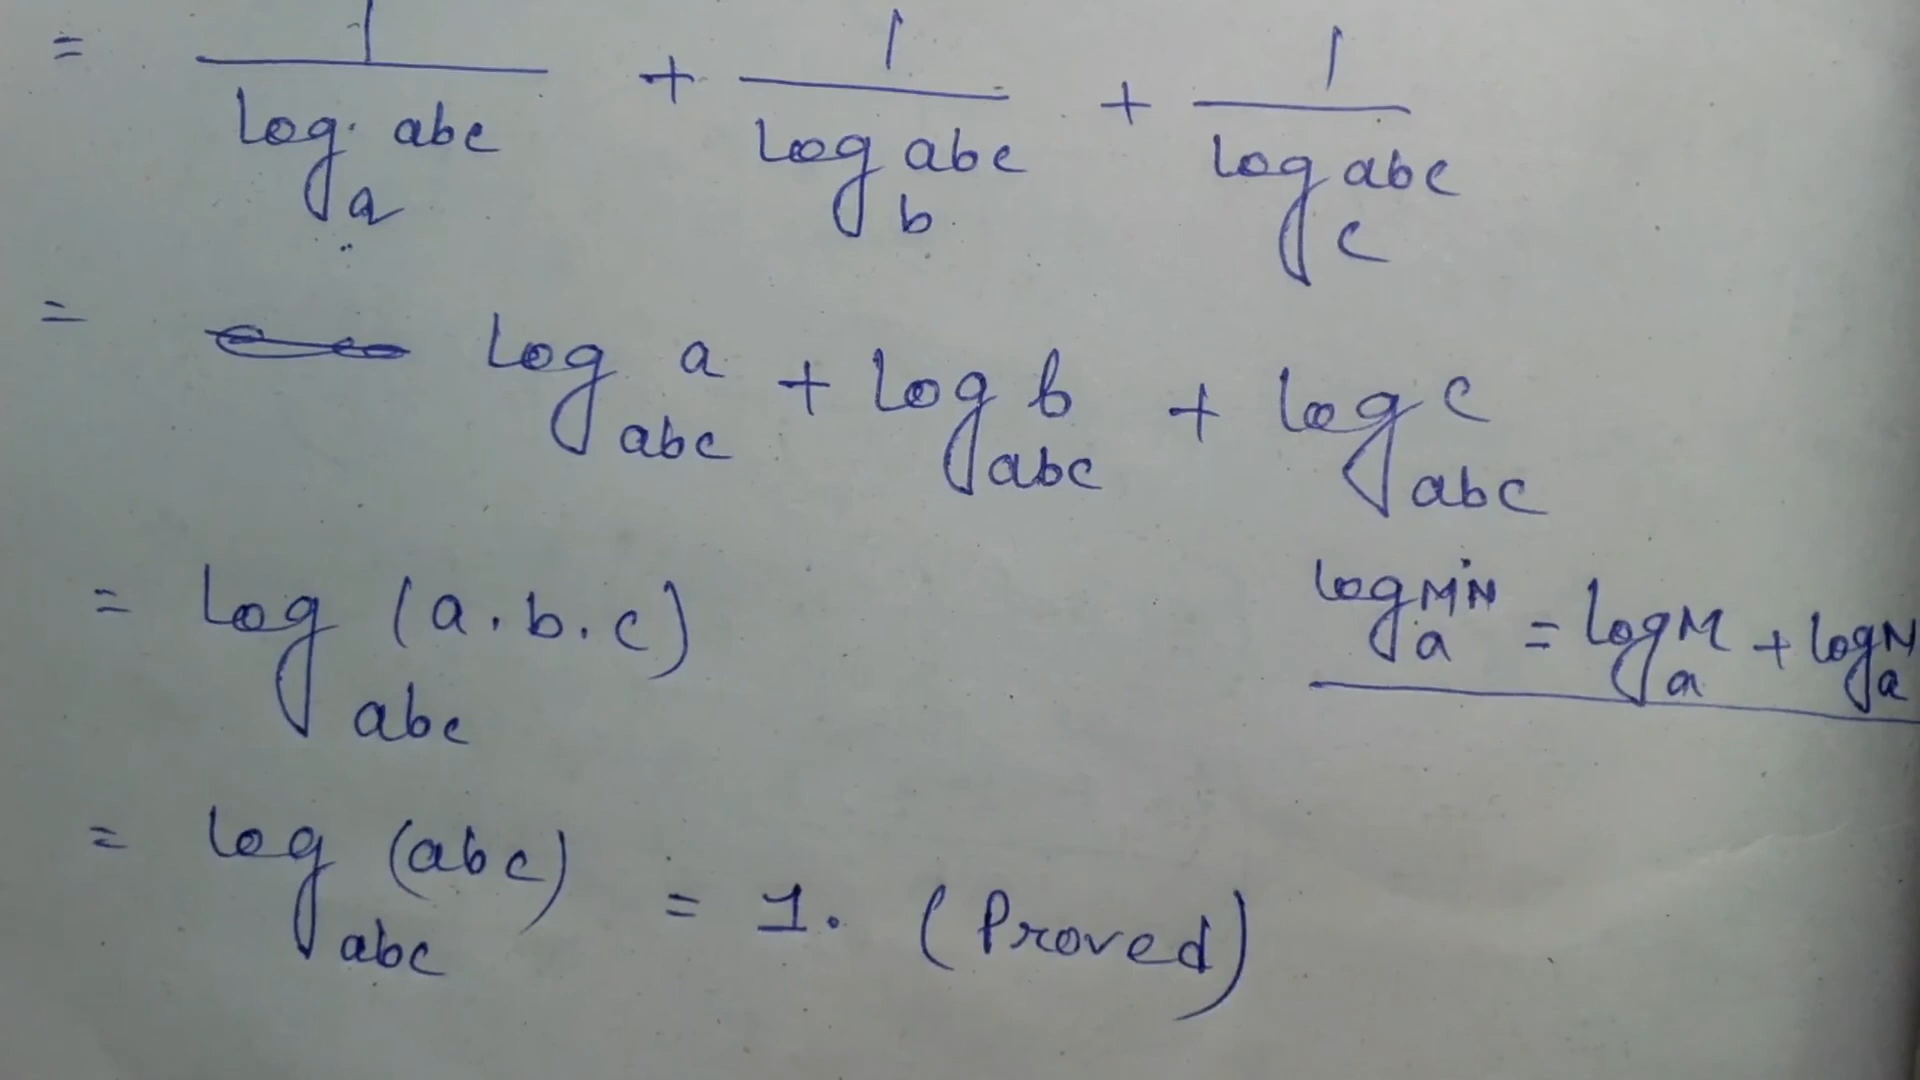 = 1/log_a abc + 1/log_b abc + 1/log_c abc
= log_abc a + log_abc b + log_abc c
= log_abc (a.b.c)
log_a MN = log_a M + log_a N
= log_abc (abc) = 1. (Proved)